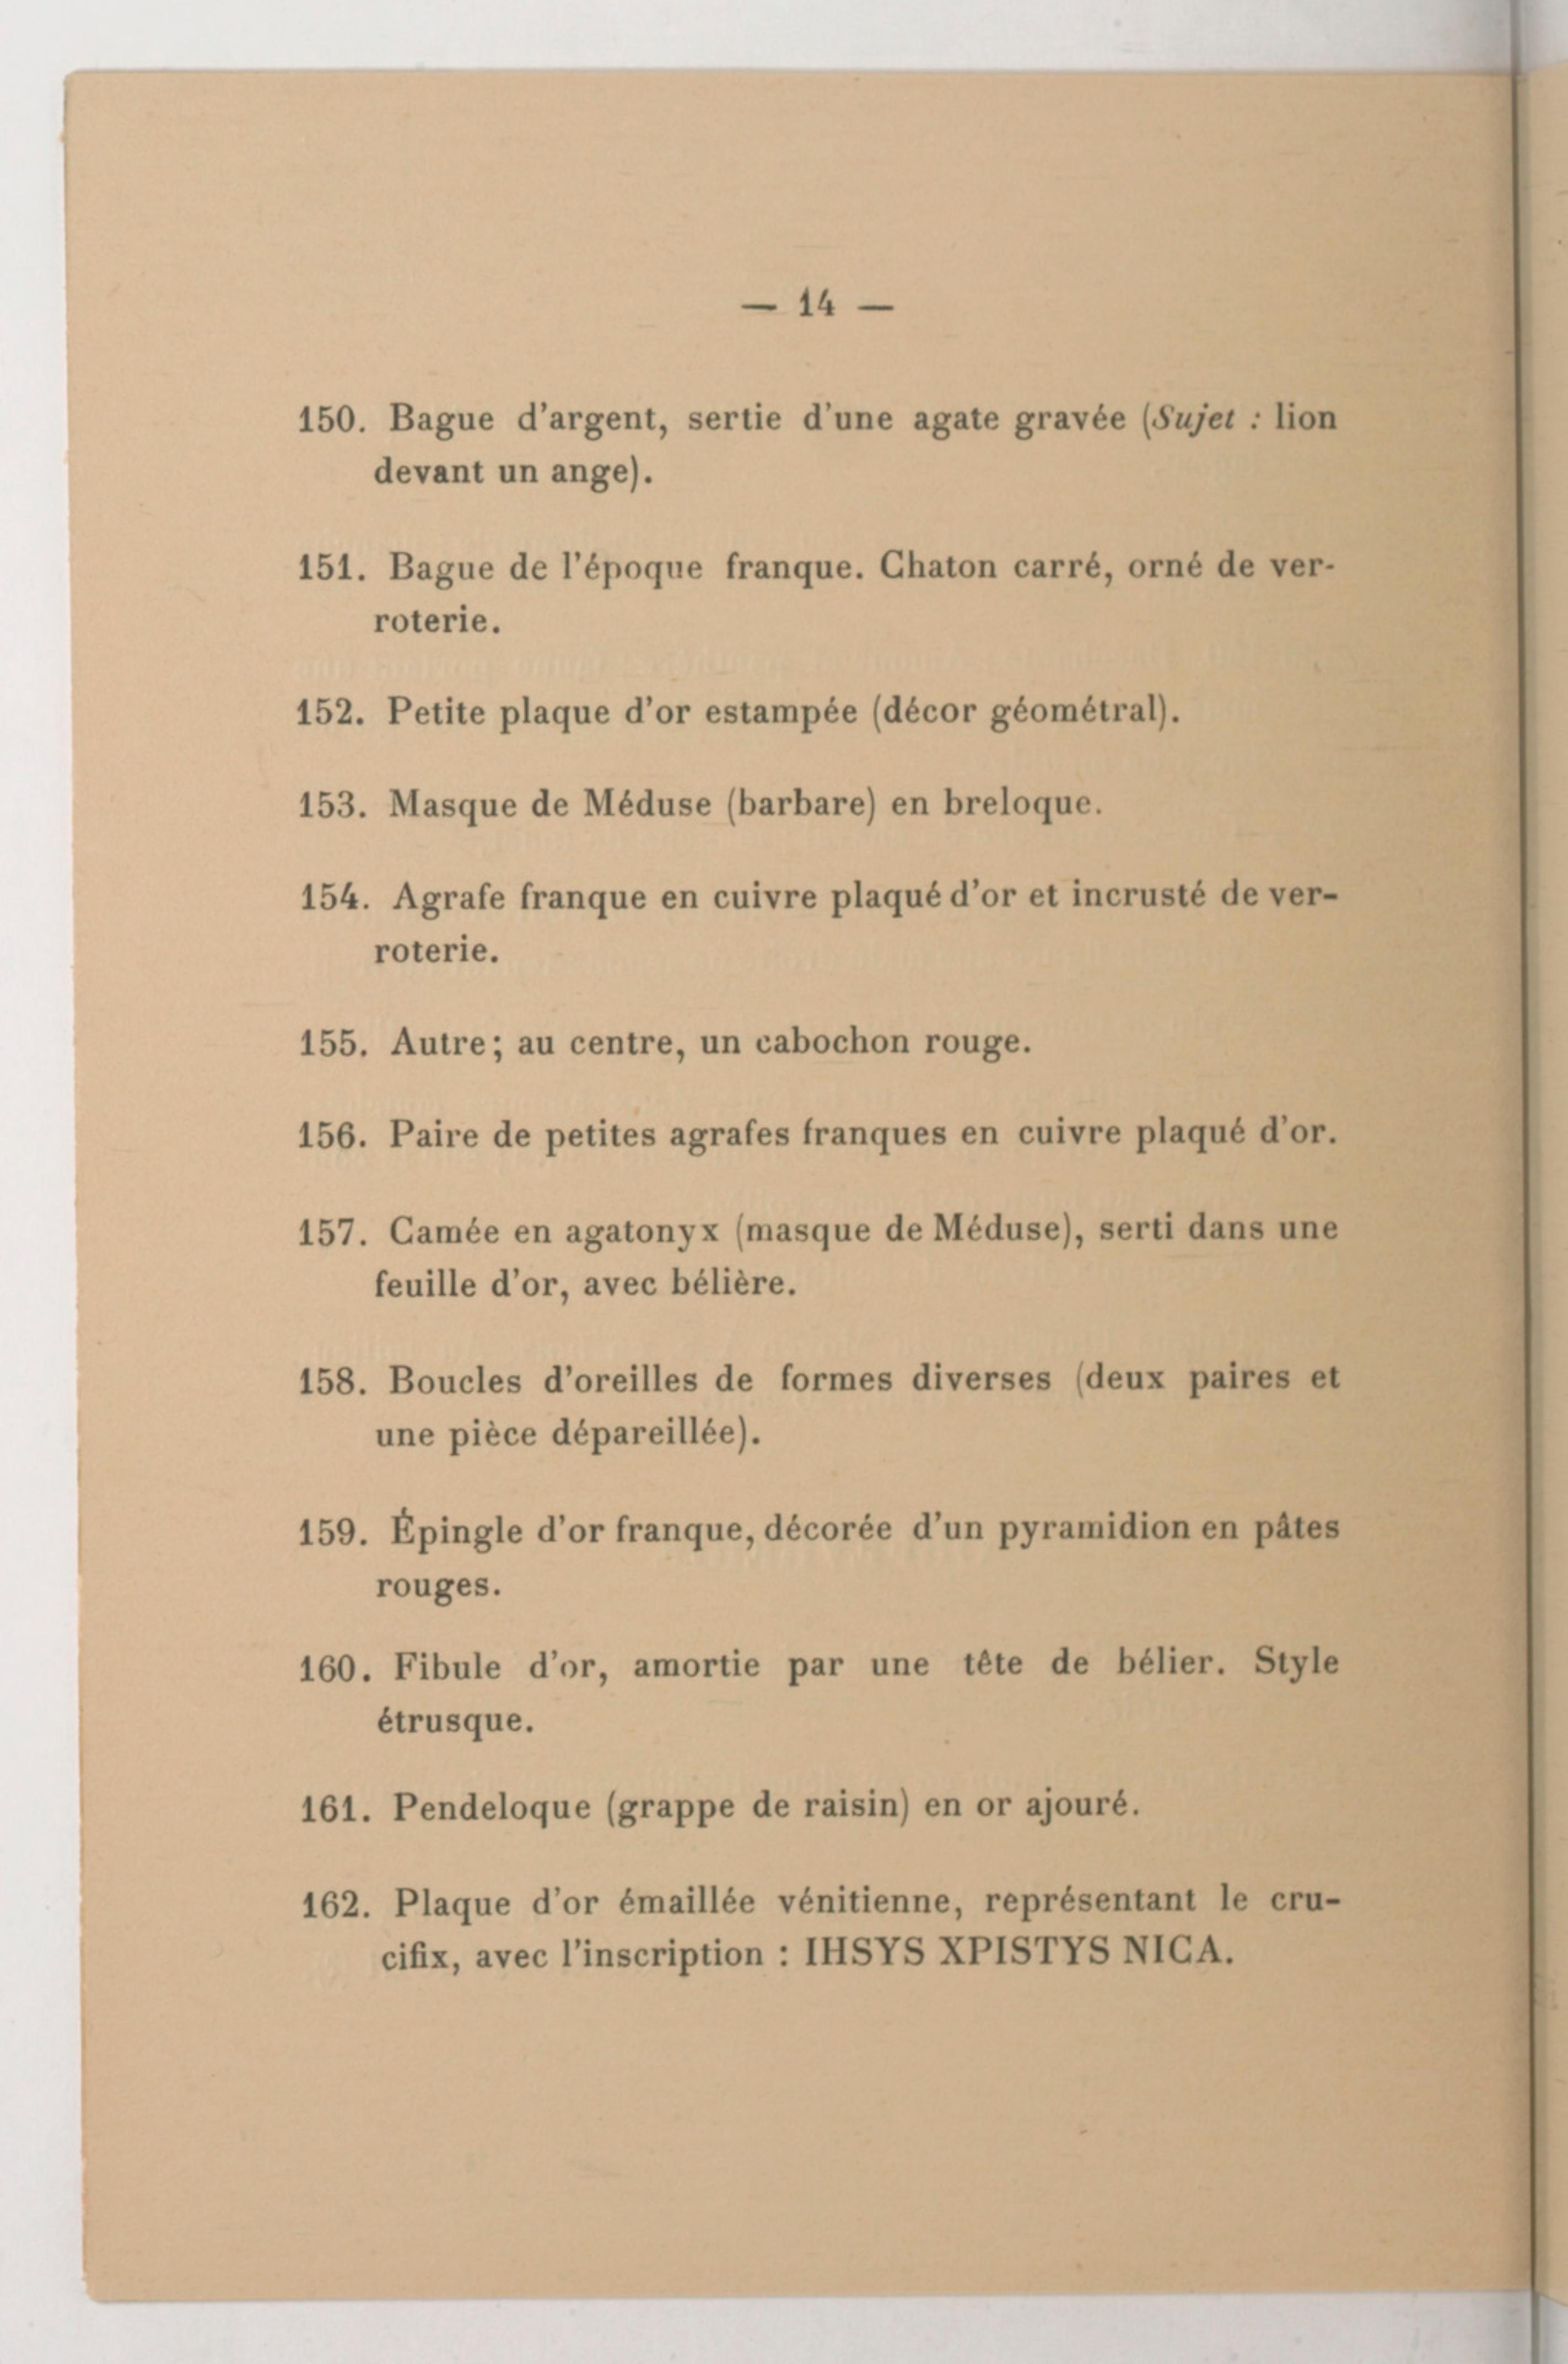 — 14 —
150. Bague d'argent, sertie d'une agate gravée (Sujet : lion
devant un ange).
151. Bague de l'époque franque. Chaton carré, orné de ver-
roterie.
152. Petite plaque d'or estampée (décor géométral).
153. Masque de Méduse (barbare) en breloque.
154. Agrafe franque en cuivre plaqué d'or et incrusté de ver-
roterie.
155. Autre; au centre, un cabochon rouge.
156. Paire de petites agrafes franques en cuivre plaqué d'or.
157. Camée en agatonyx (masque de Méduse), serti dans une
feuille d'or, avec bélière.
158. Boucles d'oreilles de formes diverses (deux paires et
une pièce dépareillée).
159. Épingle d'or franque, décorée d'un pyramidion en pâtes
rouges.
160. Fibule d'or, amortie par une tête de bélier. Style
étrusque.
161. Pendeloque (grappe de raisin) en or ajouré.
162. Plaque d'or émaillée vénitienne, représentant le cru-
cifix, avec l'inscription : IHSYS XPISTYS NICA.